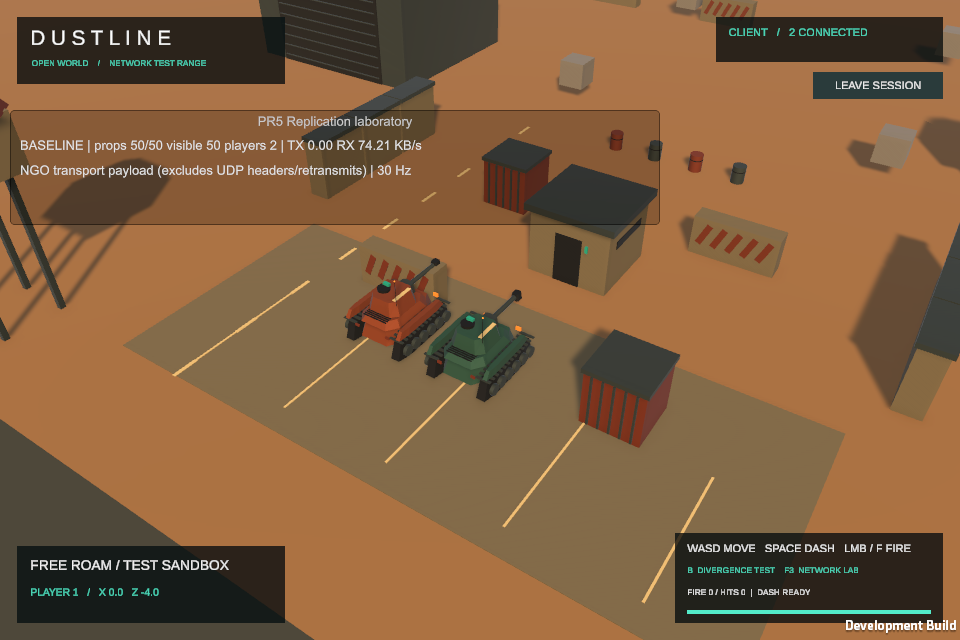 DUSTLINE
OPEN WORLD / NETWORK TEST RANGE
CLIENT / 2 CONNECTED
LEAVE SESSION
PR5 Replication laboratory
BASELINE | props 50/50 visible 50 players 2 | TX 0.00 RX 74.21 KB/s
NGO transport payload (excludes UDP headers/retransmits) | 30 Hz
FREE ROAM / TEST SANDBOX
PLAYER 1 / X 0.0 Z -4.0
WASD MOVE SPACE DASH LMB / F FIRE
B DIVERGENCE TEST F3 NETWORK LAB
FIRE 0 / HITS 0 | DASH READY
Development Build